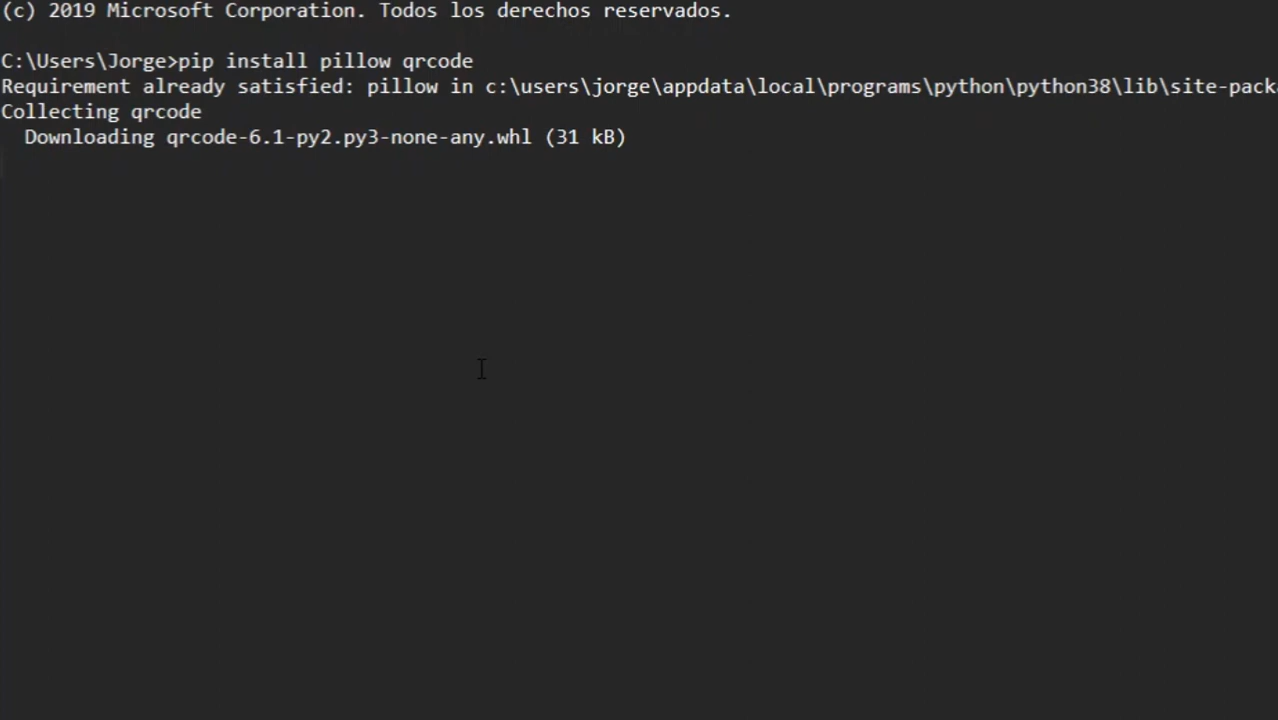 (c) 2019 Microsoft Corporation. Todos los derechos reservados.
C:\Users\Jorge>pip install pillow qrcode
Requirement already satisfied: pillow in c:\users\jorge\appdata\local\programs\python\python38\lib\site-packa
Collecting qrcode
Downloading qrcode-6.1-py2.py3-none-any.whl (31 kB)